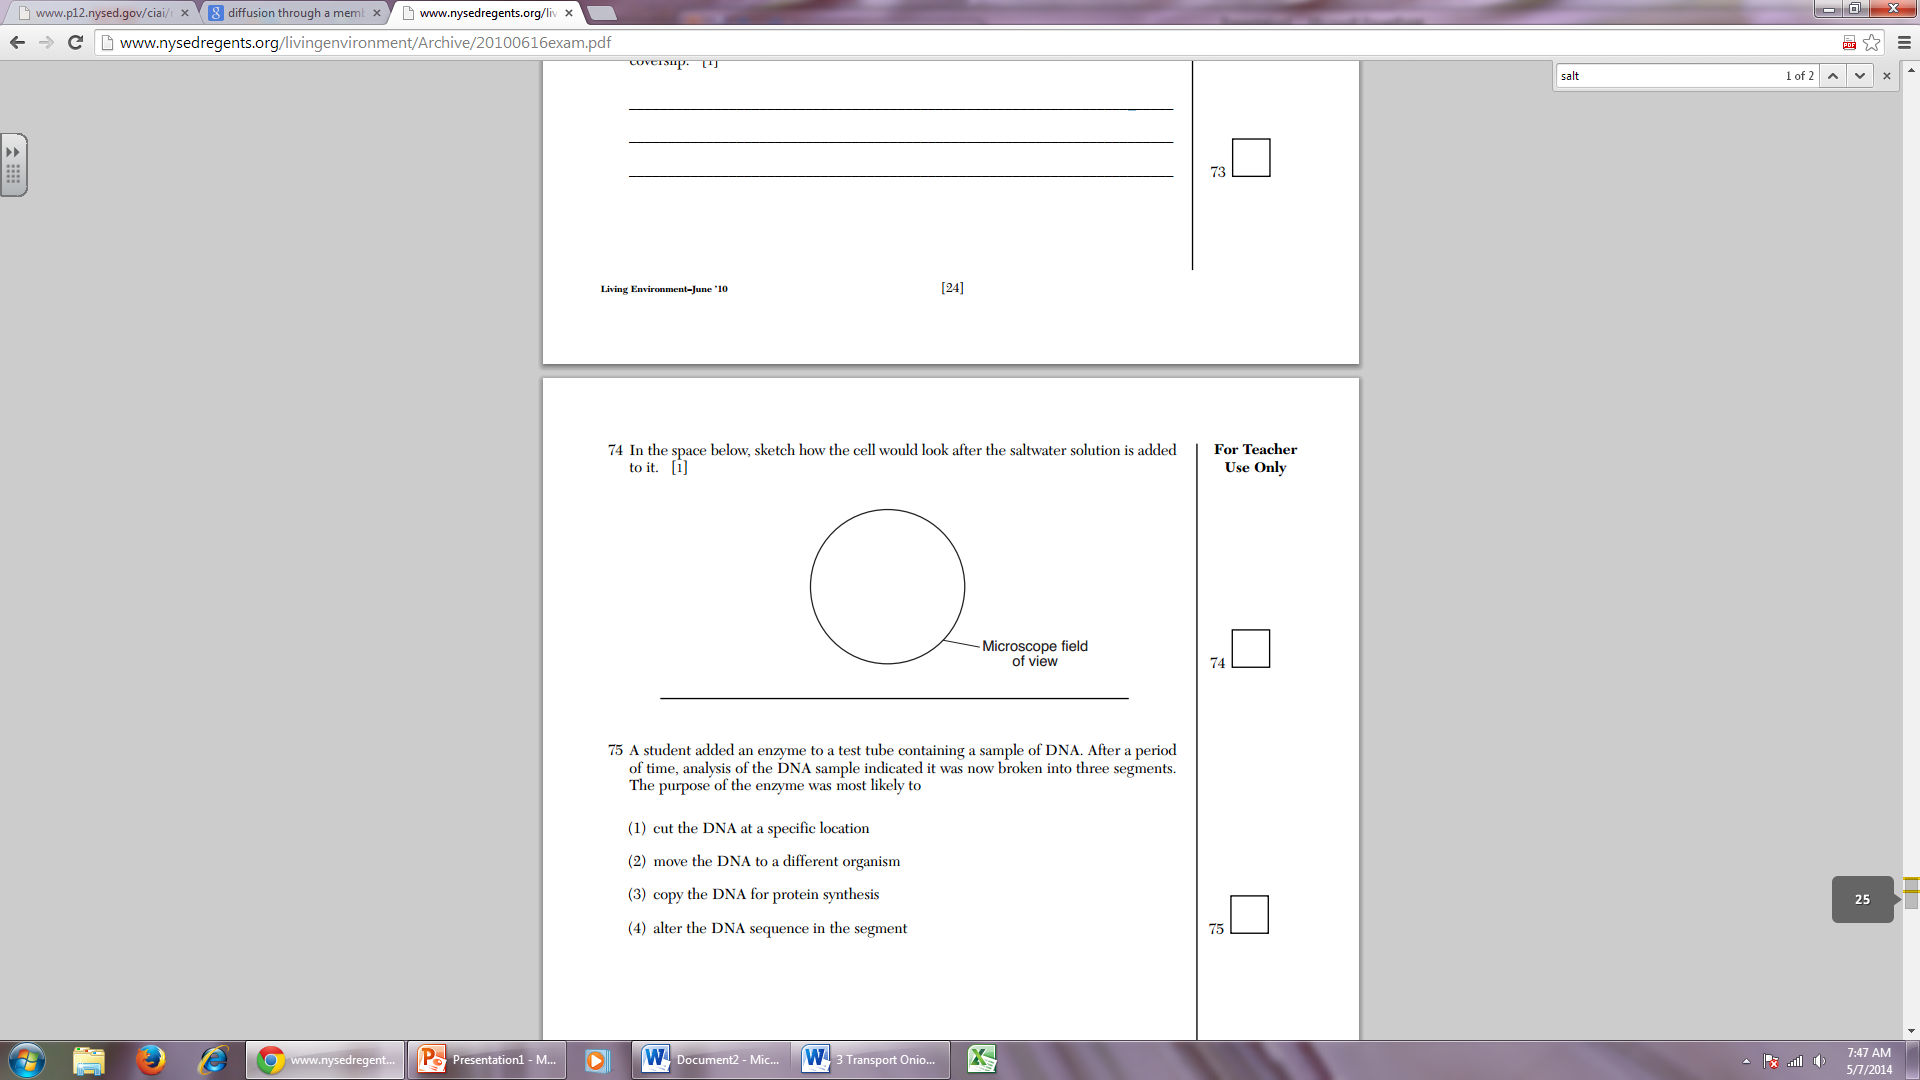 www.p12.nysed.gov/ciai/
diffusion through a mem
www.nysedregents.org/liv
www.nysedregents.org/livingenvironment/Archive/20100616exam.pdf
salt
1 of 2
coverslip. [1]
73
Living Environment–June '10
[24]
74 In the space below, sketch how the cell would look after the saltwater solution is added
to it. [1]
For Teacher
Use Only
Microscope field
of view
74
75 A student added an enzyme to a test tube containing a sample of DNA. After a period
of time, analysis of the DNA sample indicated it was now broken into three segments.
The purpose of the enzyme was most likely to
(1) cut the DNA at a specific location
(2) move the DNA to a different organism
(3) copy the DNA for protein synthesis
(4) alter the DNA sequence in the segment
75
25
www.nysedregent...
Presentation1 - M...
Document2 - Mic...
3 Transport Onio...
7:47 AM
5/7/2014